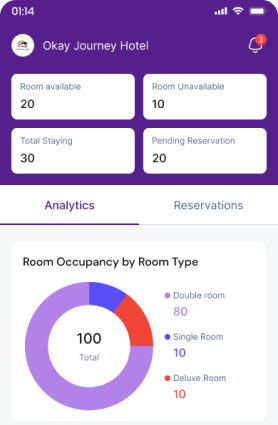 01:14
Okay Journey Hotel
3
Room available
20
Room Unavailable
10
Total Staying
30
Pending Reservation
20
Analytics
Reservations
Room Occupancy by Room Type
100
Total
Double room
80
Single Room
10
Deluxe Room
10